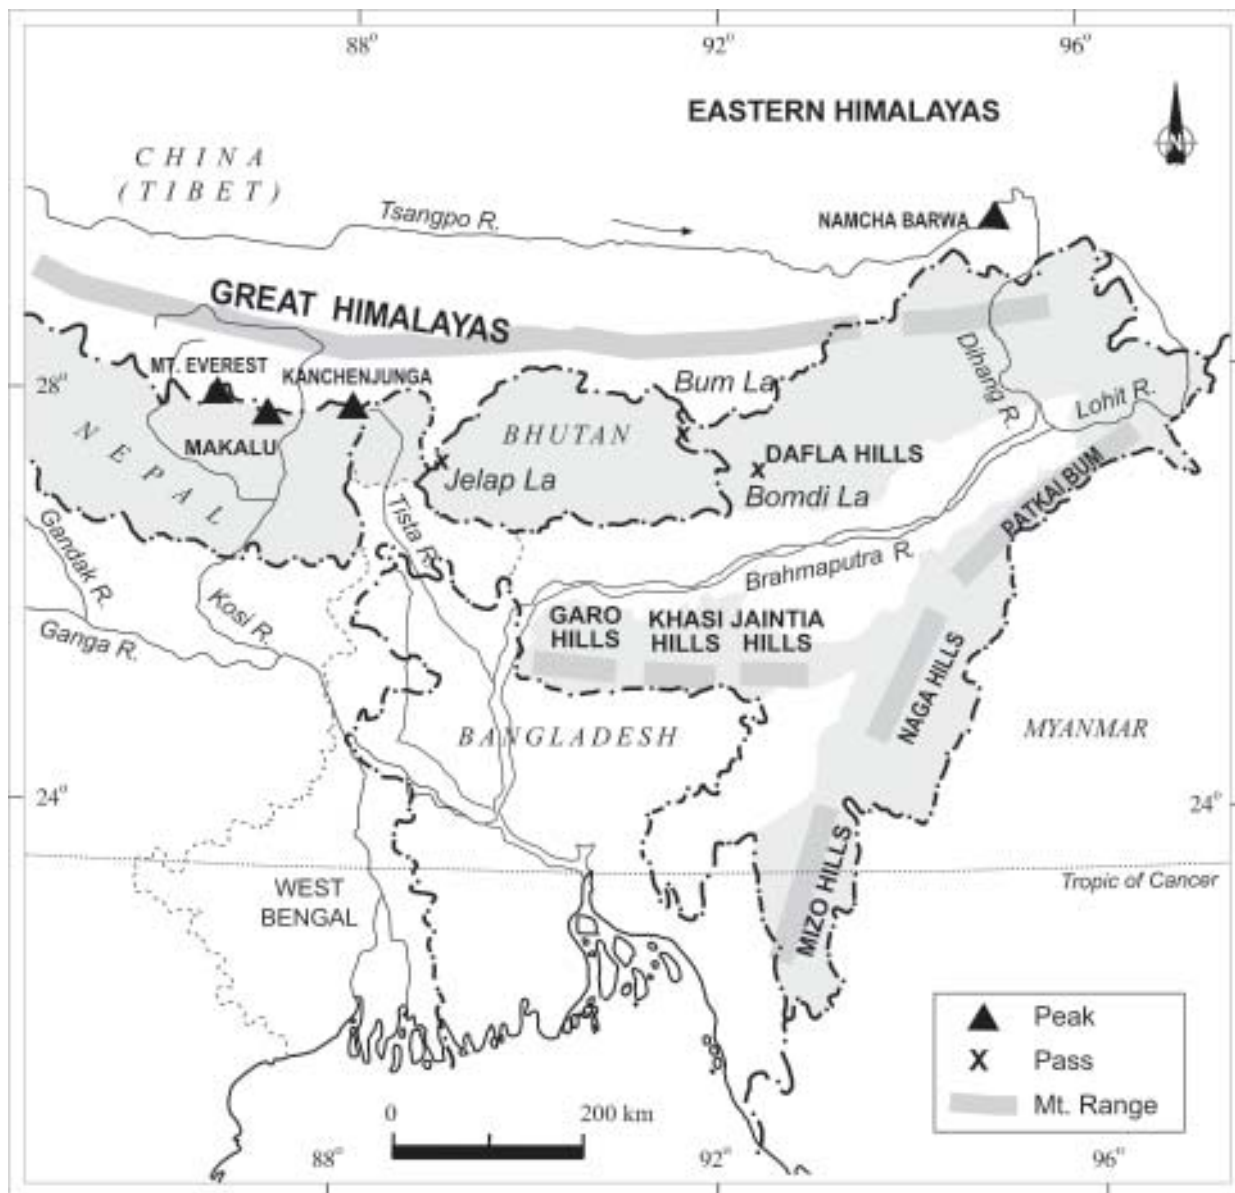 88°
92°
96°
EASTERN HIMALAYAS
N
CHINA
(TIBET)
Tsangpo R.
NAMCHA BARWA
GREAT HIMALAYAS
MT. EVEREST
KANCHENJUNGA
28°
Bum La
Dihang R.
Lohit R.
NEPAL
MAKALU
BHUTAN
DAFLA HILLS
Jelap La
Bomdi La
PATKAI BUM
Tista R.
Gandak R.
Kosi R.
Brahmaputra R.
Ganga R.
GARO
HILLS
KHASI
HILLS
JAINTIA
HILLS
NAGA HILLS
BANGLADESH
MYANMAR
24°
24°
Tropic of Cancer
WEST
BENGAL
MIZO HILLS
Peak
X Pass
Mt. Range
0
200 km
88°
92°
96°